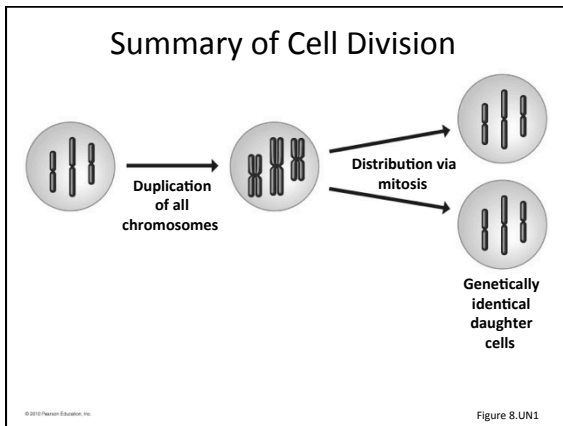 Summary of Cell Division
Duplication
of all
chromosomes
Distribution via
mitosis
Genetically
identical
daughter
cells
© 2010 Pearson Education, Inc.
Figure 8.UN1